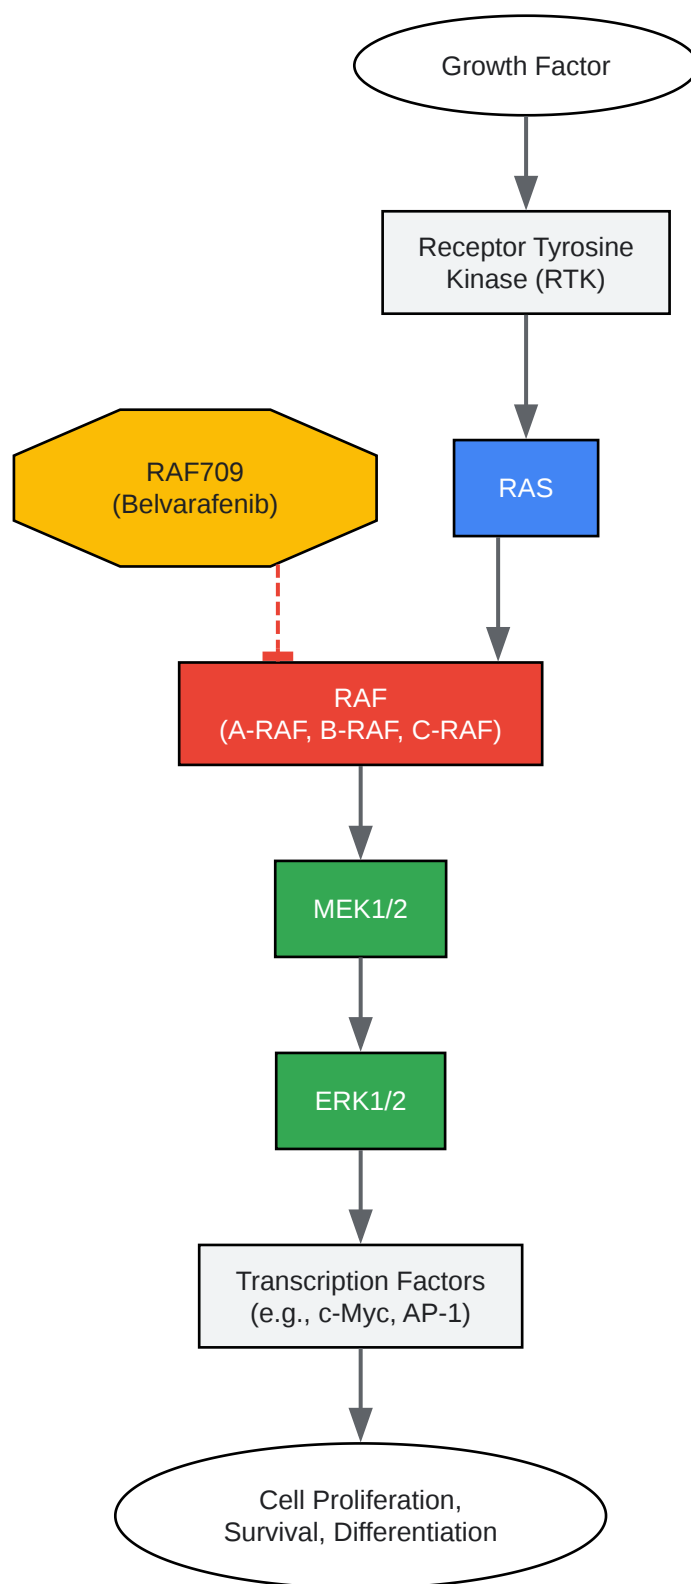 Growth Factor
Receptor Tyrosine
Kinase (RTK)
RAF709
(Belvarafenib)
RAS
RAF
(A-RAF, B-RAF, C-RAF)
MEK1/2
ERK1/2
Transcription Factors
(e.g., c-Myc, AP-1)
Cell Proliferation,
Survival, Differentiation